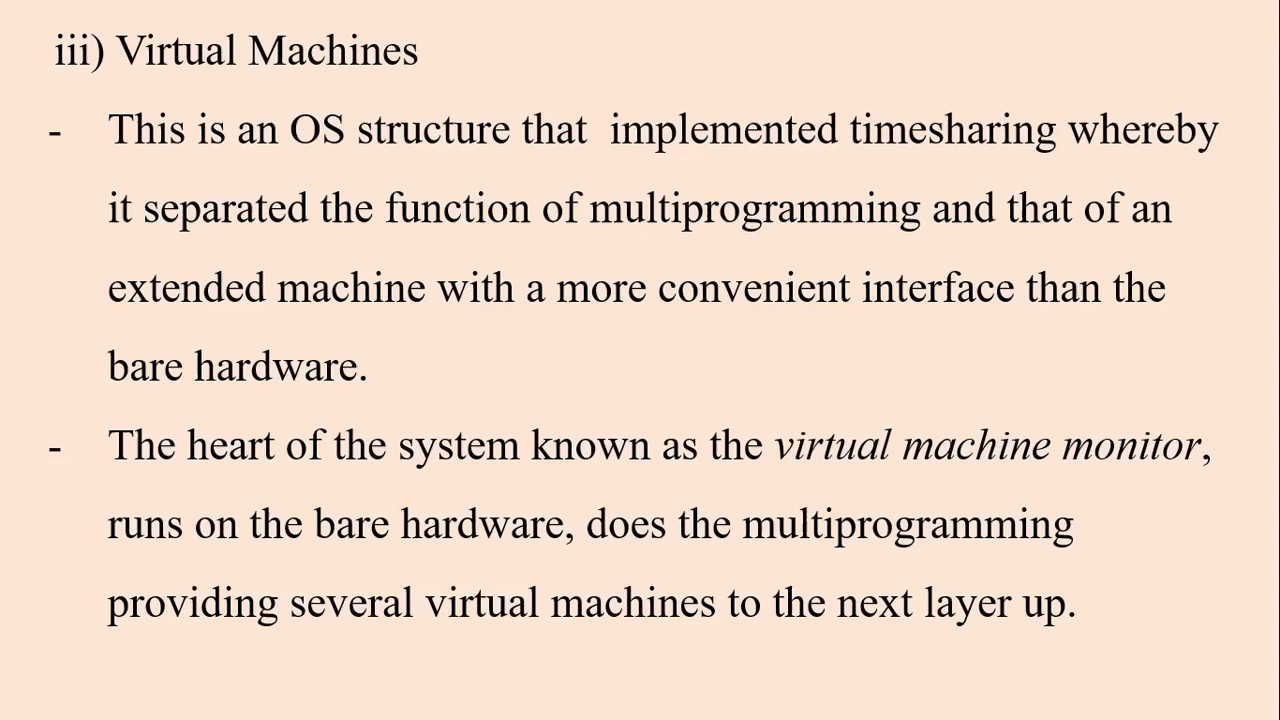 iii) Virtual Machines
- This is an OS structure that  implemented timesharing whereby
it separated the function of multiprogramming and that of an
extended machine with a more convenient interface than the
bare hardware.
- The heart of the system known as the virtual machine monitor,
runs on the bare hardware, does the multiprogramming
providing several virtual machines to the next layer up.